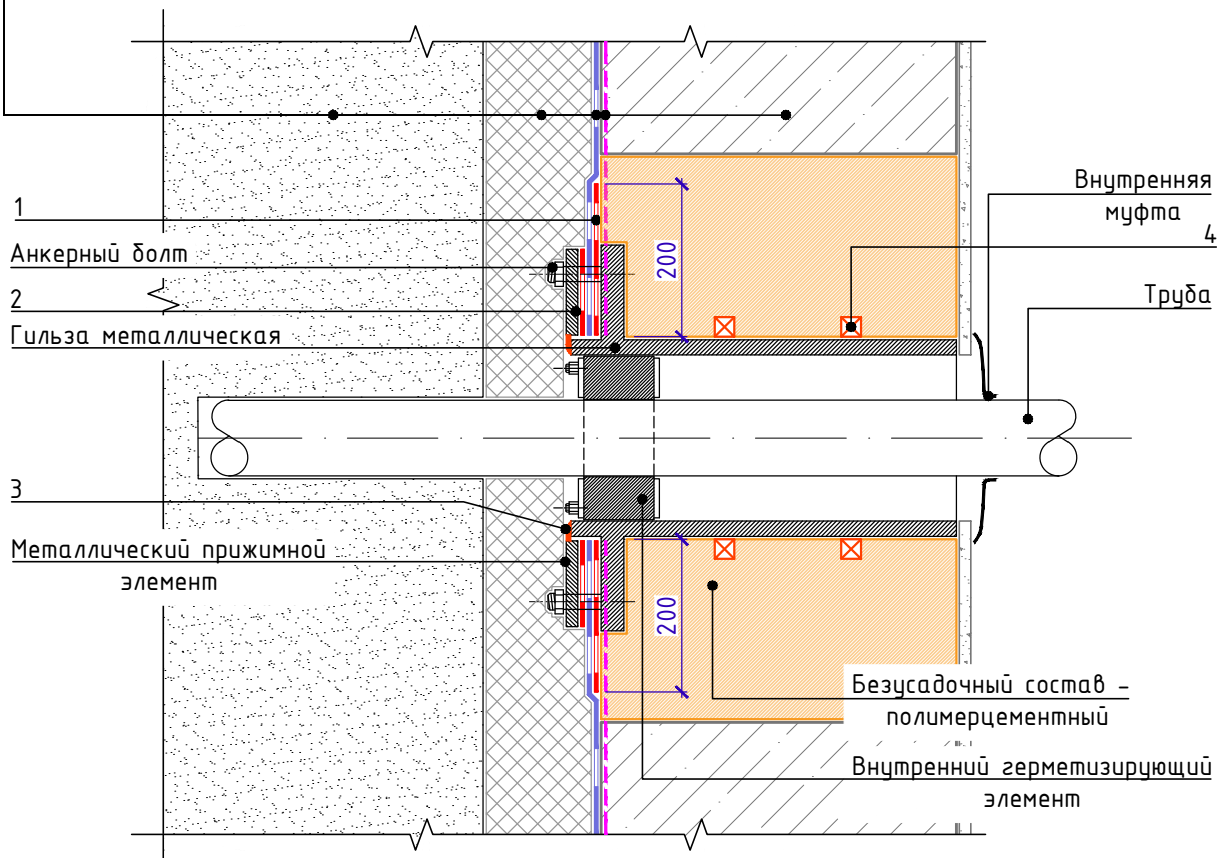 Внутренняя
муфта
1
4
Анкерный болт
200
2
Труба
Гильза металлическая
3
Металлический прижимной
элемент
200
Безусадочный состав -
полимерцементный
Внутренний герметизирующий
элемент